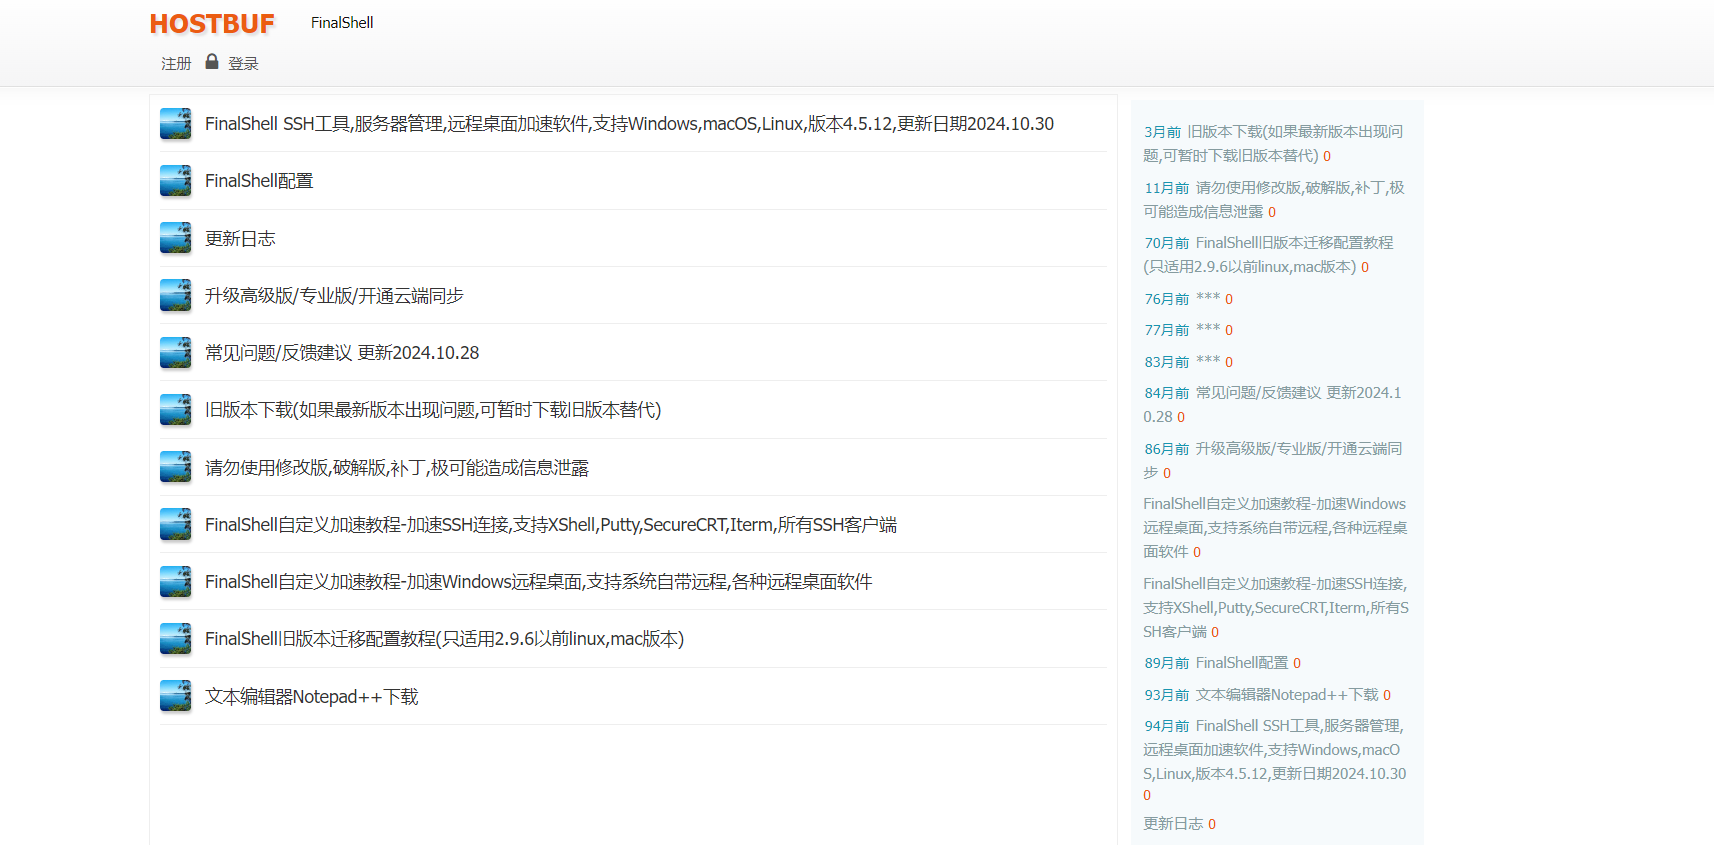 HOSTBUF
FinalShell
注册 登录
FinalShell SSH工具,服务器管理,远程桌面加速软件,支持Windows,macOS,Linux,版本4.5.12,更新日期2024.10.30
FinalShell配置
更新日志
升级高级版/专业版/开通云端同步
常见问题/反馈建议 更新2024.10.28
旧版本下载(如果最新版本出现问题,可暂时下载旧版本替代)
请勿使用修改版,破解版,补丁,极可能造成信息泄露
FinalShell自定义加速教程-加速SSH连接,支持XShell,Putty,SecureCRT,Iterm,所有SSH客户端
FinalShell自定义加速教程-加速Windows远程桌面,支持系统自带远程,各种远程桌面软件
FinalShell旧版本迁移配置教程(只适用2.9.6以前linux,mac版本)
文本编辑器Notepad++下载
3月前 旧版本下载(如果最新版本出现问
题,可暂时下载旧版本替代) 0
11月前 请勿使用修改版,破解版,补丁,极
可能造成信息泄露 0
70月前 FinalShell旧版本迁移配置教程
(只适用2.9.6以前linux,mac版本) 0
76月前 *** 0
77月前 *** 0
83月前 *** 0
84月前 常见问题/反馈建议 更新2024.1
0.28 0
86月前 升级高级版/专业版/开通云端同
步 0
FinalShell自定义加速教程-加速Windows
远程桌面,支持系统自带远程,各种远程桌
面软件 0
FinalShell自定义加速教程-加速SSH连接,
支持XShell,Putty,SecureCRT,Iterm,所有S
SH客户端 0
89月前 FinalShell配置 0
93月前 文本编辑器Notepad++下载 0
94月前 FinalShell SSH工具,服务器管理,
远程桌面加速软件,支持Windows,macO
S,Linux,版本4.5.12,更新日期2024.10.30
0
更新日志 0